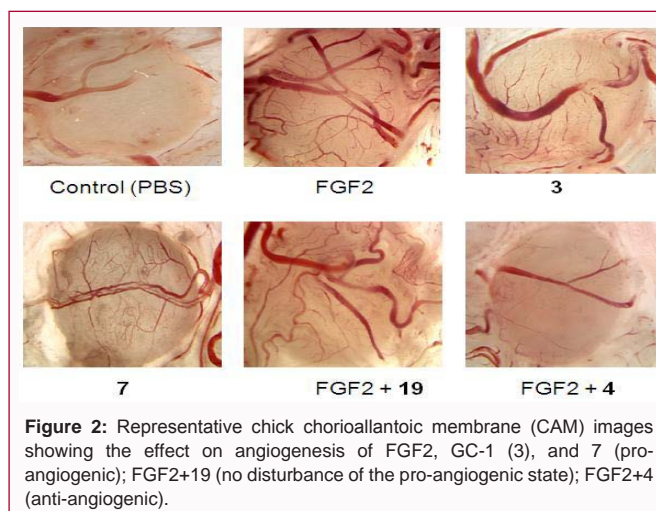 Control (PBS)
FGF2
3
7
FGF2 + 19
FGF2 + 4
Figure 2: Representative chick chorioallantoic membrane (CAM) images
showing the effect on angiogenesis of FGF2, GC-1 (3), and 7 (pro-
angiogenic); FGF2+19 (no disturbance of the pro-angiogenic state); FGF2+4
(anti-angiogenic).